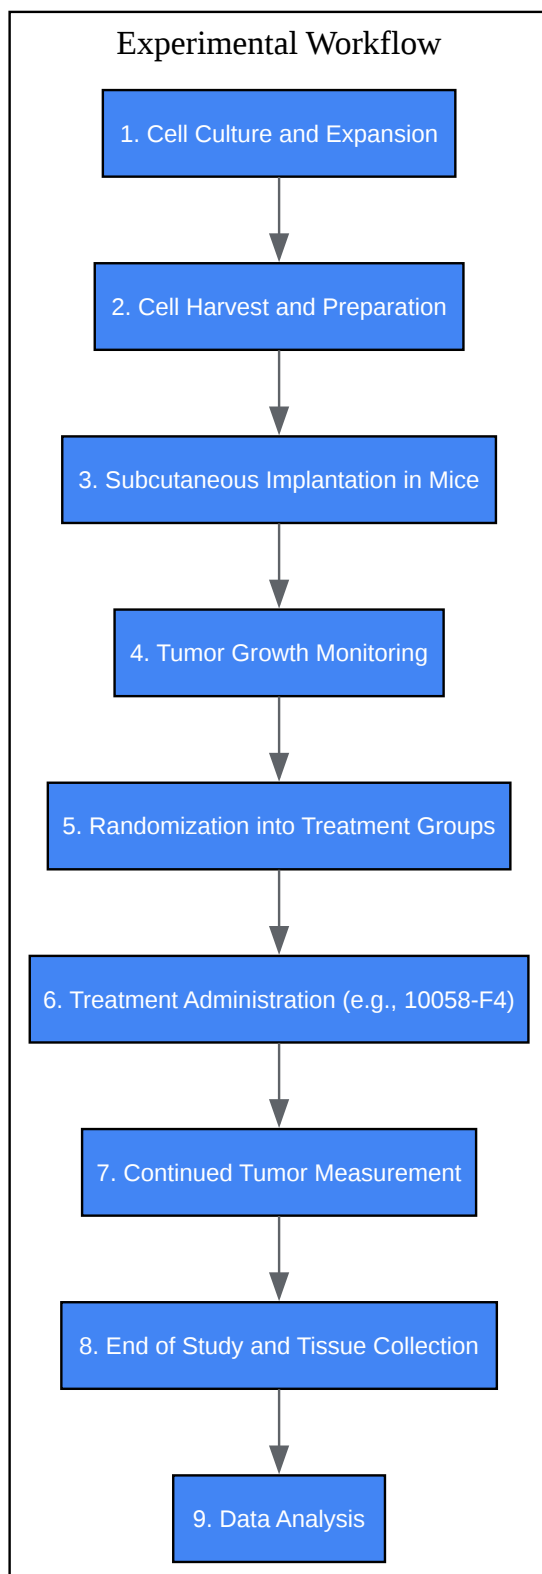 Experimental Workflow
1. Cell Culture and Expansion
2. Cell Harvest and Preparation
3. Subcutaneous Implantation in Mice
4. Tumor Growth Monitoring
5. Randomization into Treatment Groups
6. Treatment Administration (e.g., 10058-F4)
7. Continued Tumor Measurement
8. End of Study and Tissue Collection
9. Data Analysis